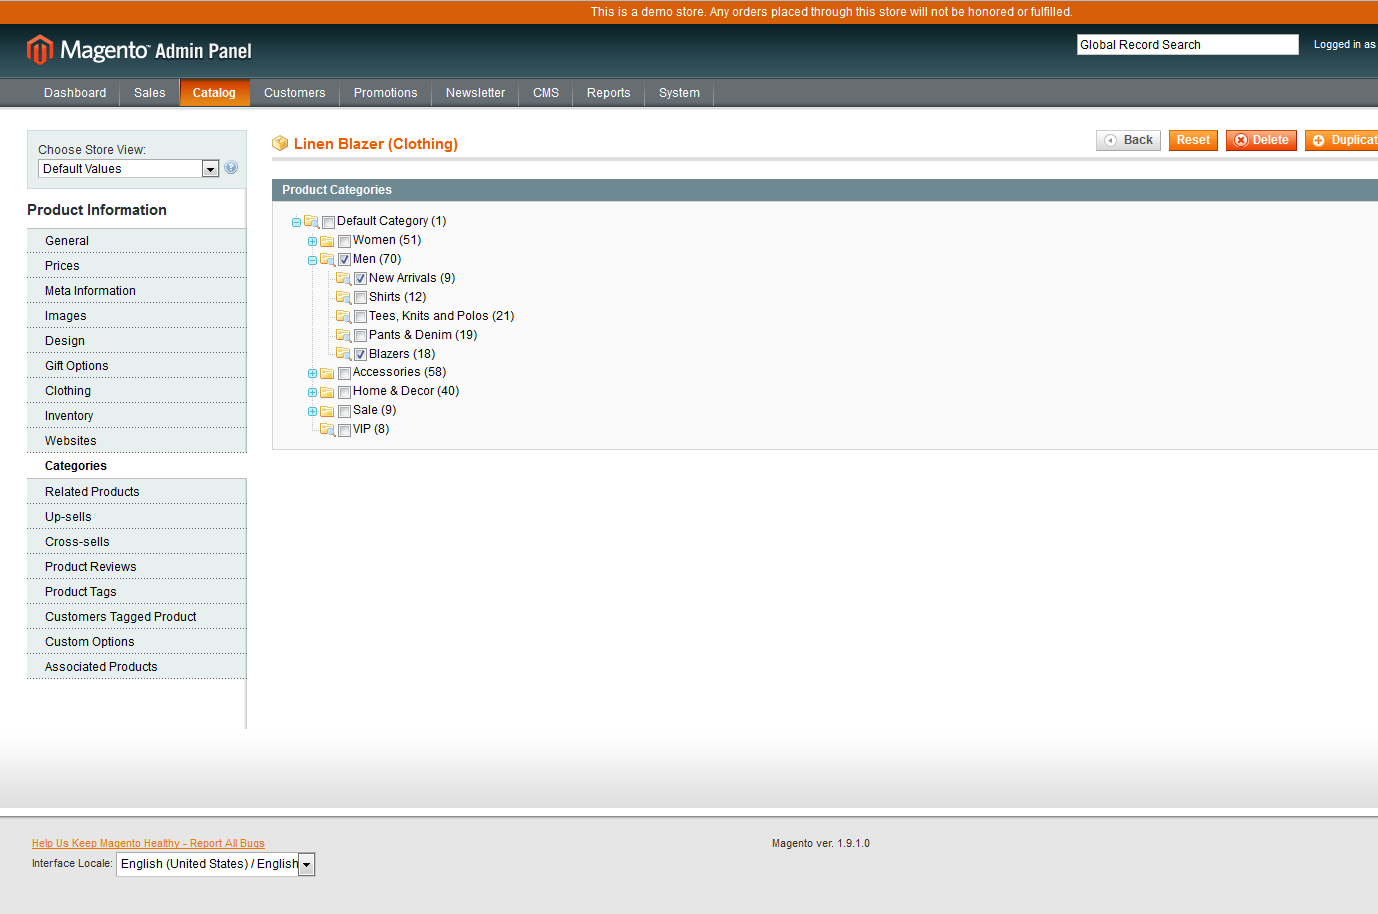 This is a demo store. Any orders placed through this store will not be honored or fulfilled.
Magento™ Admin Panel
Global Record Search
Logged in as
Dashboard Sales Catalog Customers Promotions Newsletter CMS Reports System
Choose Store View:
Default Values
Product Information
General
Prices
Meta Information
Images
Design
Gift Options
Clothing
Inventory
Websites
Categories
Related Products
Up-sells
Cross-sells
Product Reviews
Product Tags
Customers Tagged Product
Custom Options
Associated Products
Linen Blazer (Clothing)
Back Reset Delete Duplicat
Product Categories
Default Category (1)
Women (51)
Men (70)
New Arrivals (9)
Shirts (12)
Tees, Knits and Polos (21)
Pants & Denim (19)
Blazers (18)
Accessories (58)
Home & Decor (40)
Sale (9)
VIP (8)
Help Us Keep Magento Healthy - Report All Bugs
Interface Locale: English (United States) / English
Magento ver. 1.9.1.0